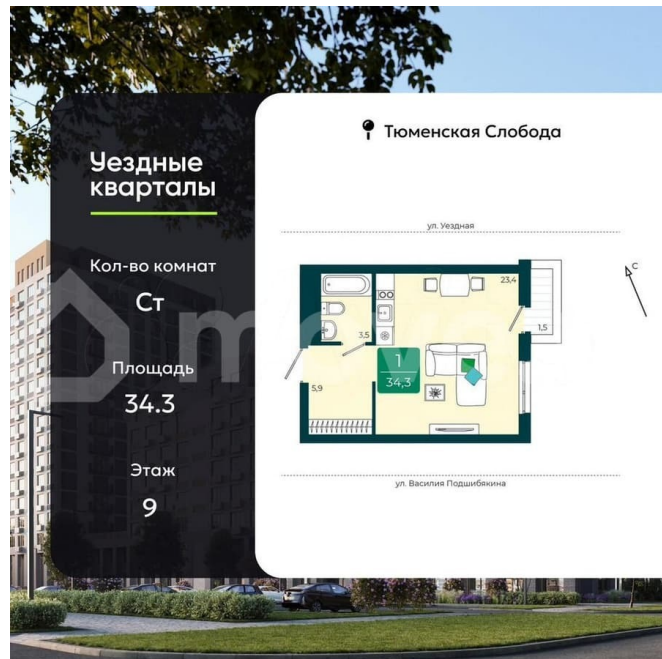 Уездные
кварталы
Кол-во комнат
Ст
Площадь
34.3
Этаж
9
Тюменская Слобода
ул. Уездная
С
23,4
1,5
3,5
1
34,3
5,9
ул. Василия Подшибякина